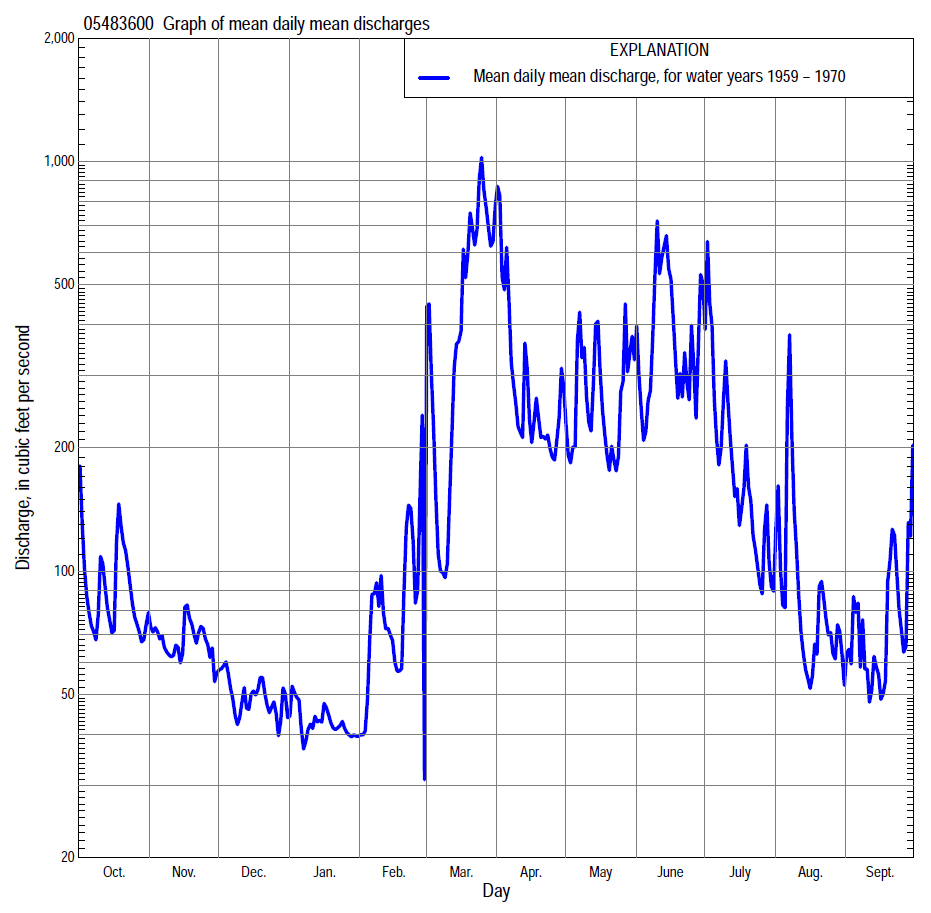 05483600 Graph of mean daily mean discharges
EXPLANATION
Mean daily mean discharge, for water years 1959 – 1970
2,000
1,000
500
200
100
50
20
Discharge, in cubic feet per second
Oct. Nov. Dec. Jan. Feb. Mar. Apr. May June July Aug. Sept.
Day